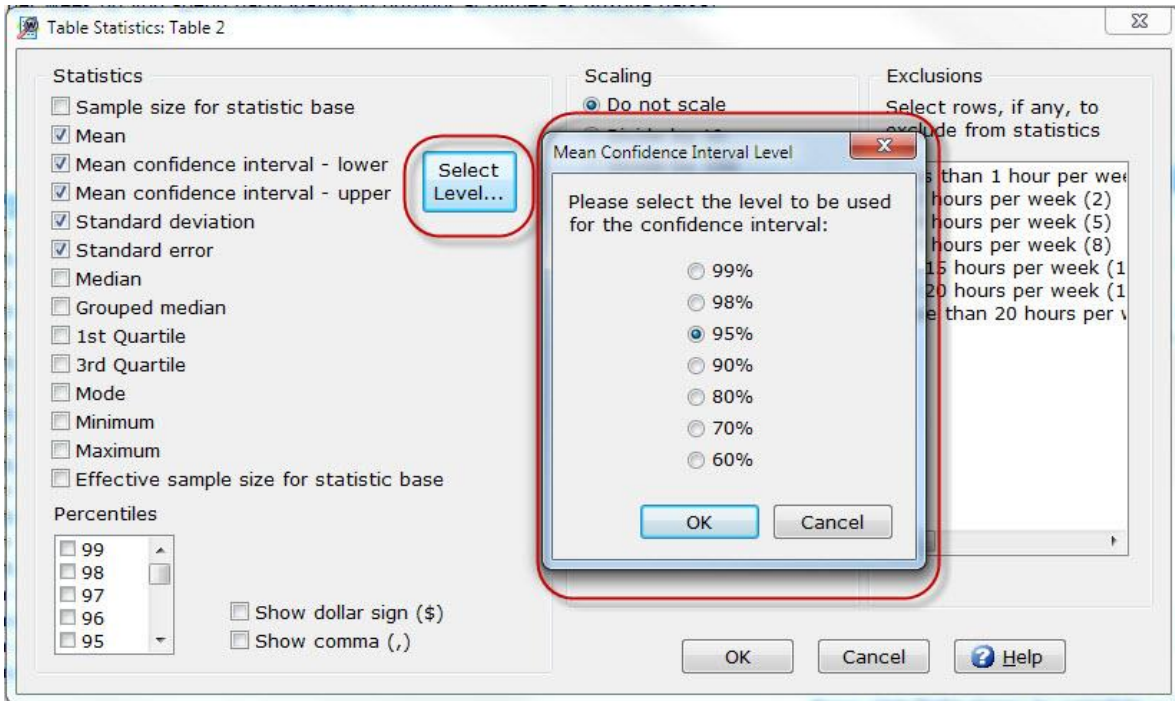 Table Statistics: Table 2
Statistics
Sample size for statistic base
Mean
Mean confidence interval - lower
Mean confidence interval - upper
Standard deviation
Standard error
Median
Grouped median
1st Quartile
3rd Quartile
Mode
Minimum
Maximum
Effective sample size for statistic base
Select
Level...
Percentiles
99
98
97
96
95
Show dollar sign ($)
Show comma (,)
Scaling
Do not scale
Mean Confidence Interval Level
Please select the level to be used
for the confidence interval:
99%
98%
95%
90%
80%
70%
60%
OK
Cancel
Exclusions
Select rows, if any, to
exclude from statistics
than 1 hour per
hours per week (2)
hours per week (5)
hours per week (8)
15 hours per week (1
20 hours per week (1
than 20 hours per
OK
Cancel
Help